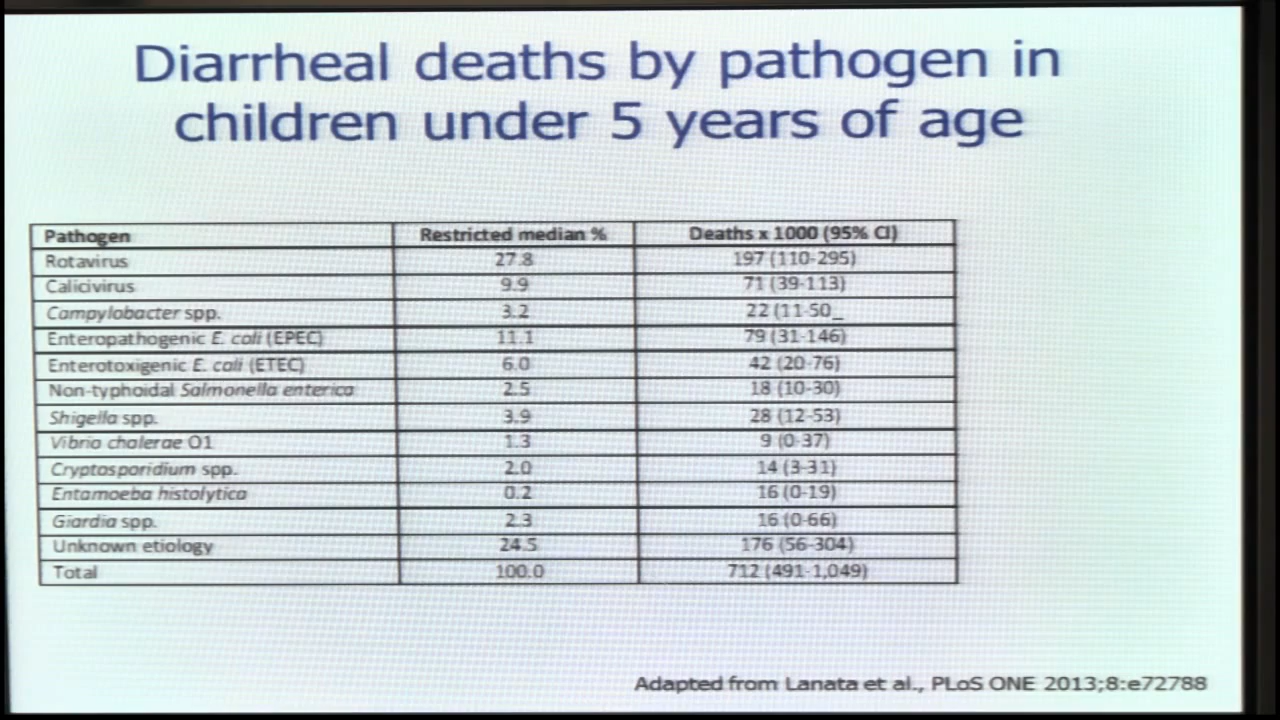 Diarrheal deaths by pathogen in
children under 5 years of age
Pathogen Restricted median % Deaths x 1000 (95% CI)
Rotavirus 27.8 197 (110-295)
Calicivirus 9.9 71 (39-113)
Campylobacter spp. 3.2 22 (11-50_
Enteropathogenic E. coli (EPEC) 11.1 79 (31-146)
Enterotoxigenic E. coli (ETEC) 6.0 42 (20-76)
Non-typhoidal Salmonella enterica 2.5 18 (10-30)
Shigella spp. 3.9 28 (12-53)
Vibrio cholerae O1 1.3 9 (0-37)
Cryptosporidium spp. 2.0 14 (3-31)
Entamoeba histolytica 0.2 16 (0-19)
Giardia spp. 2.3 16 (0-66)
Unknown etiology 24.5 176 (56-304)
Total 100.0 712 (491-1,049)
Adapted from Lanata et al., PLoS ONE 2013;8:e72788